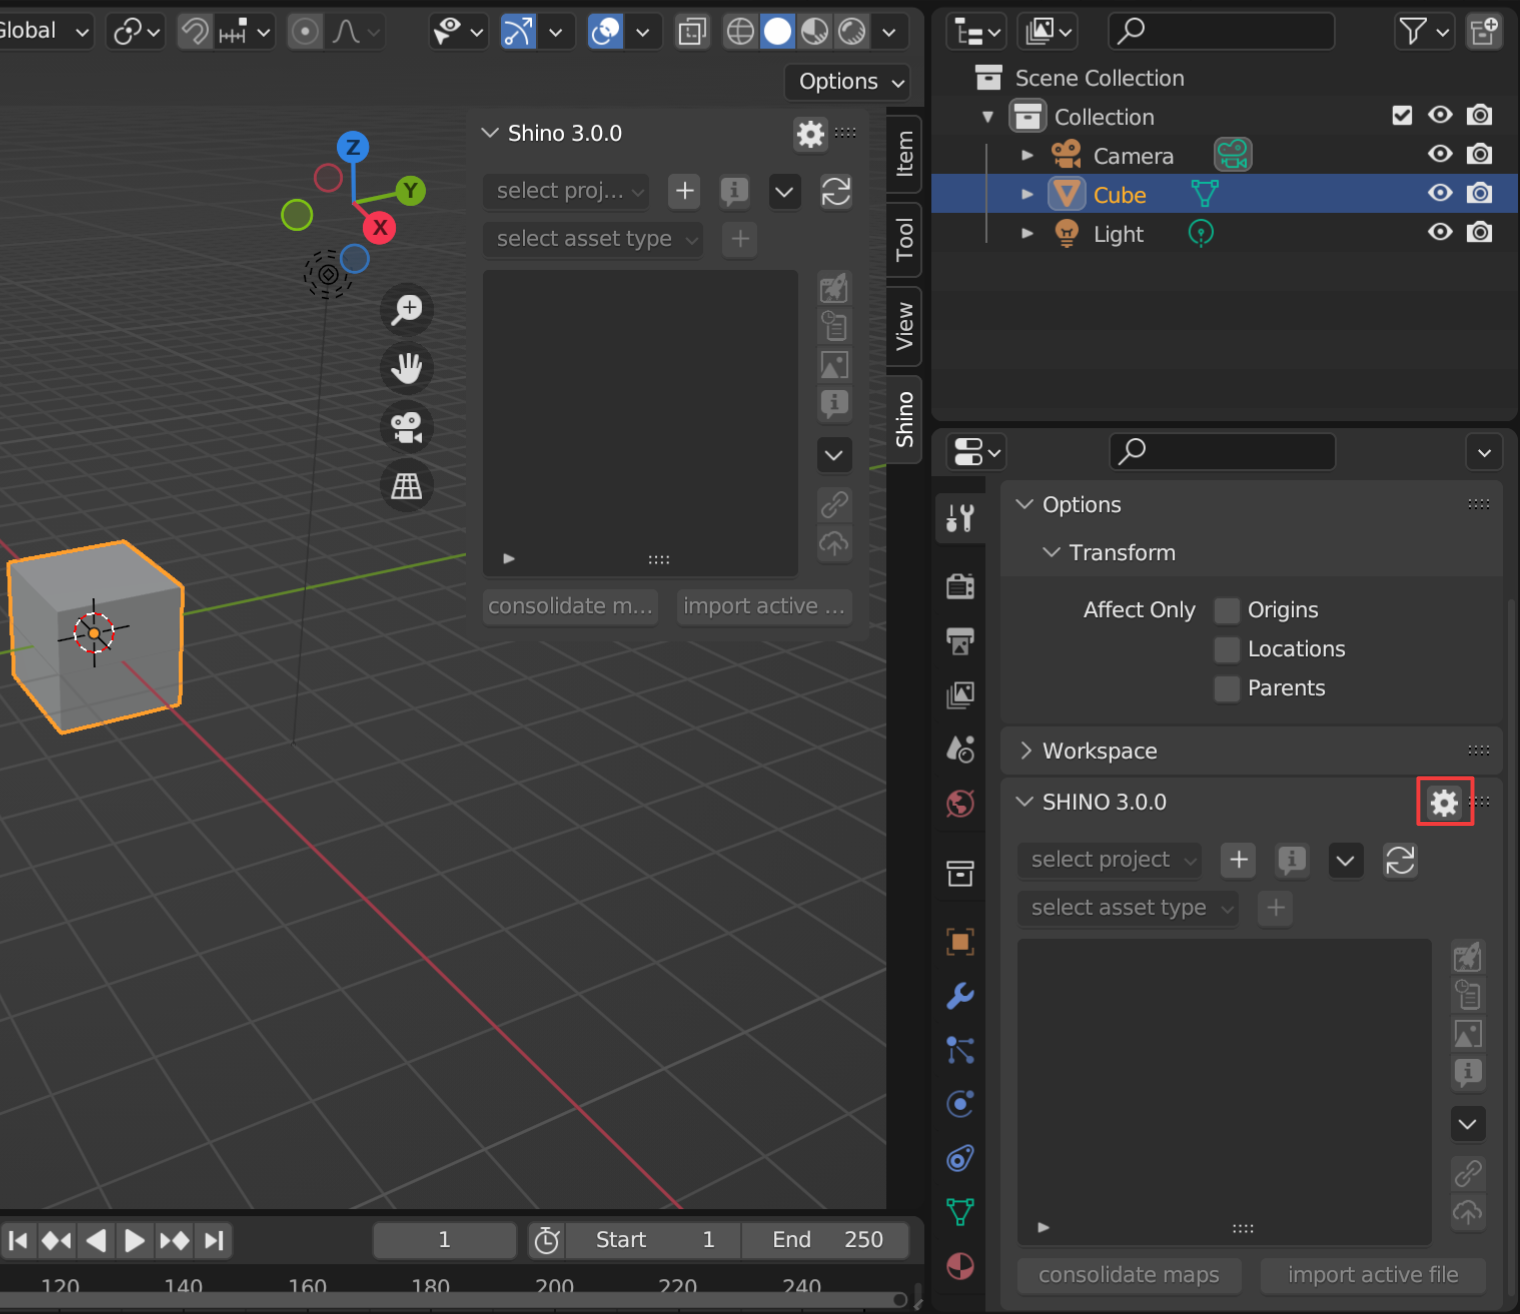 Global
Options
Scene Collection
Collection
Camera
Cube
Light
Z
Y
X
Shino 3.0.0
select proj...
select asset type
consolidate m...
import active ...
Item
Tool
View
Shino
Options
Transform
Affect Only
Origins
Locations
Parents
Workspace
SHINO 3.0.0
select project
select asset type
consolidate maps
import active file
1
Start 1
End 250
120 140 160 180 200 220 240